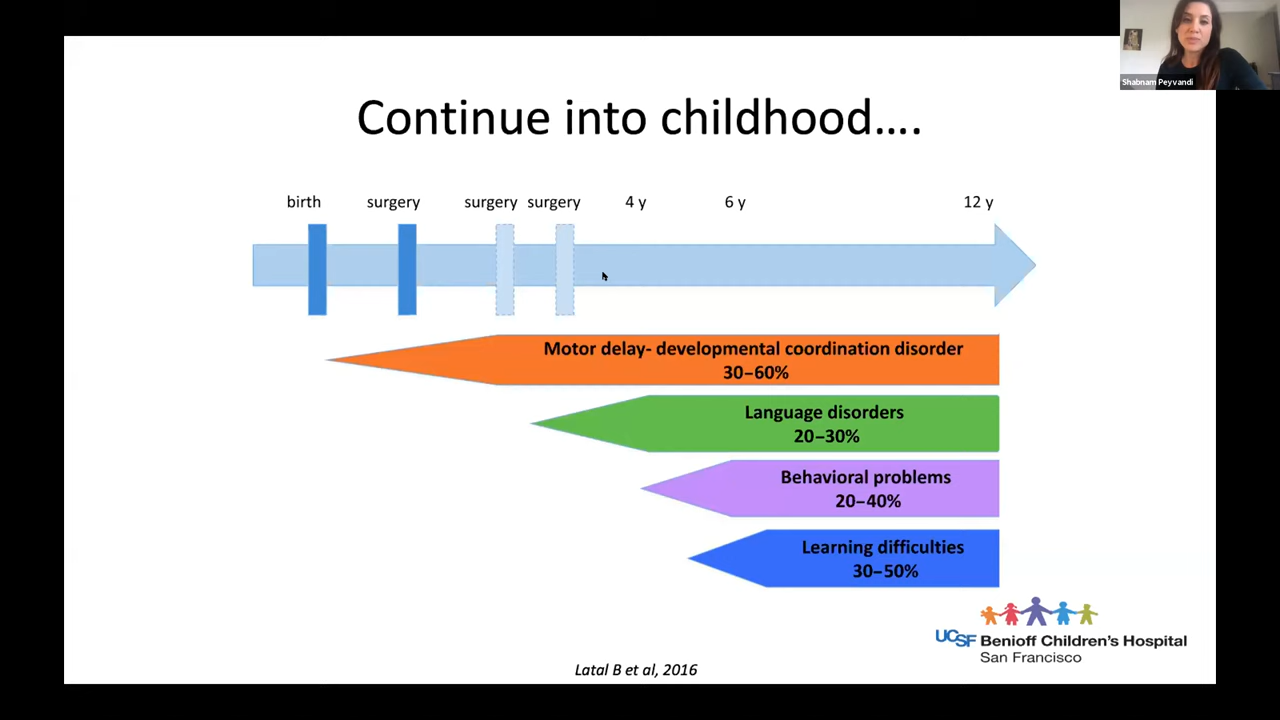 Shabnam Peyvandi
Continue into childhood....
birth surgery surgery surgery 4 y 6 y 12 y
Motor delay- developmental coordination disorder
30–60%
Language disorders
20–30%
Behavioral problems
20–40%
Learning difficulties
30–50%
UCSF Benioff Children's Hospital
San Francisco
Latal B et al, 2016